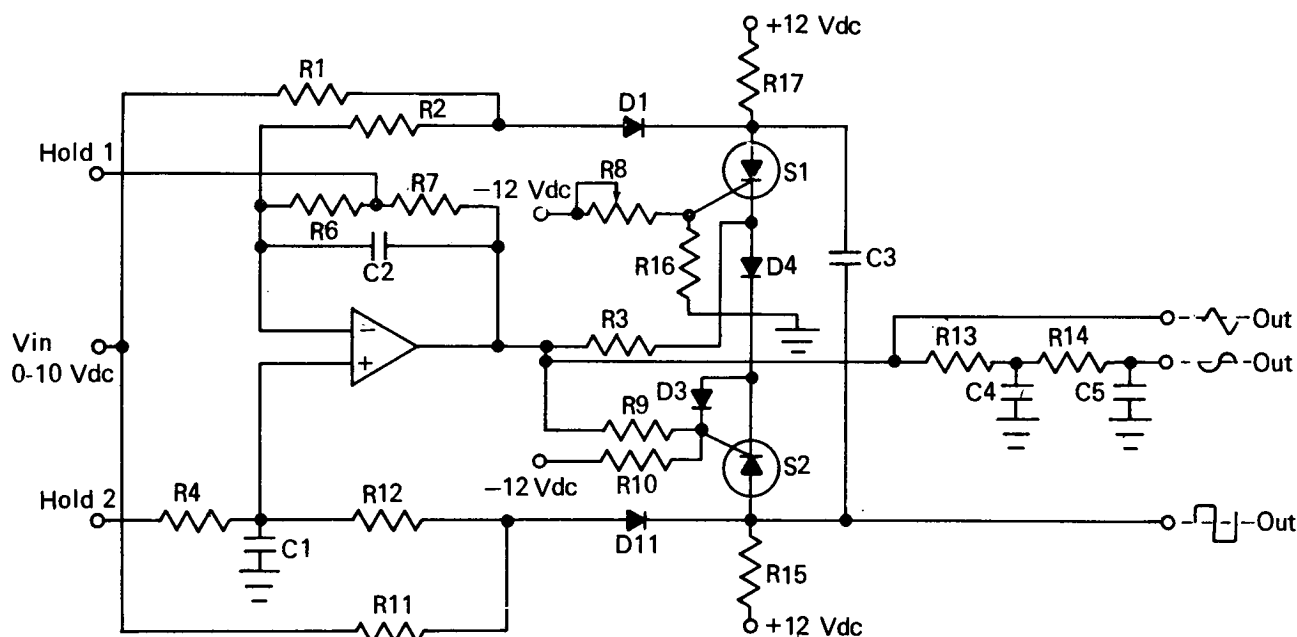 +12 Vdc
R1
R17
R2
D1
Hold 1
S1
R8
−12 Vdc
R7
R6
R16
D4
C3
C2
Vin
0-10 Vdc
−
+
R3
Out
R13
R14
Out
D3
C4
C5
R9
S2
R10
−12 Vdc
Hold 2
R4
R12
C1
D11
Out
R15
R11
+12 Vdc